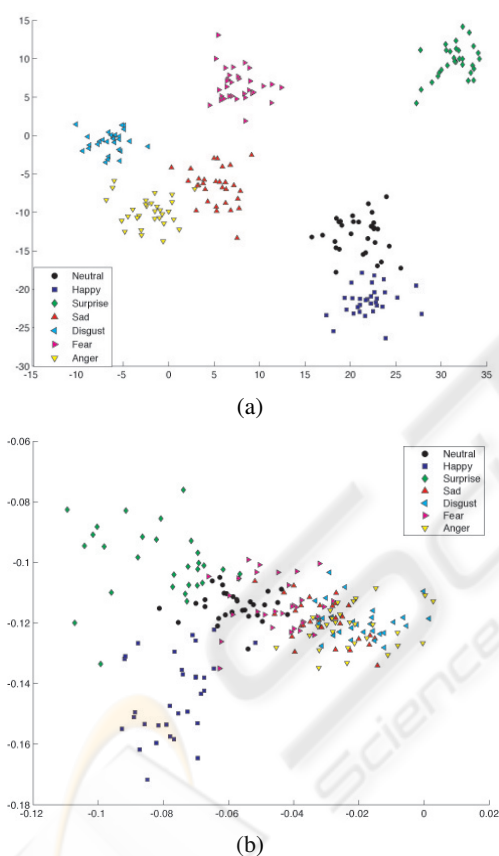 15
10
5
0
-5
-10
-15
-20
-25
-30
Neutral
Happy
Surprise
Sad
Disgust
Fear
Anger
-15 -10 -5 0 5 10 15 20 25 30 35
(a)
-0.06
-0.08
-0.1
-0.12
-0.14
-0.16
-0.18
Neutral
Happy
Surprise
Sad
Disgust
Fear
Anger
-0.12 -0.1 -0.08 -0.06 -0.04 -0.02 0 0.02
(b)
Science